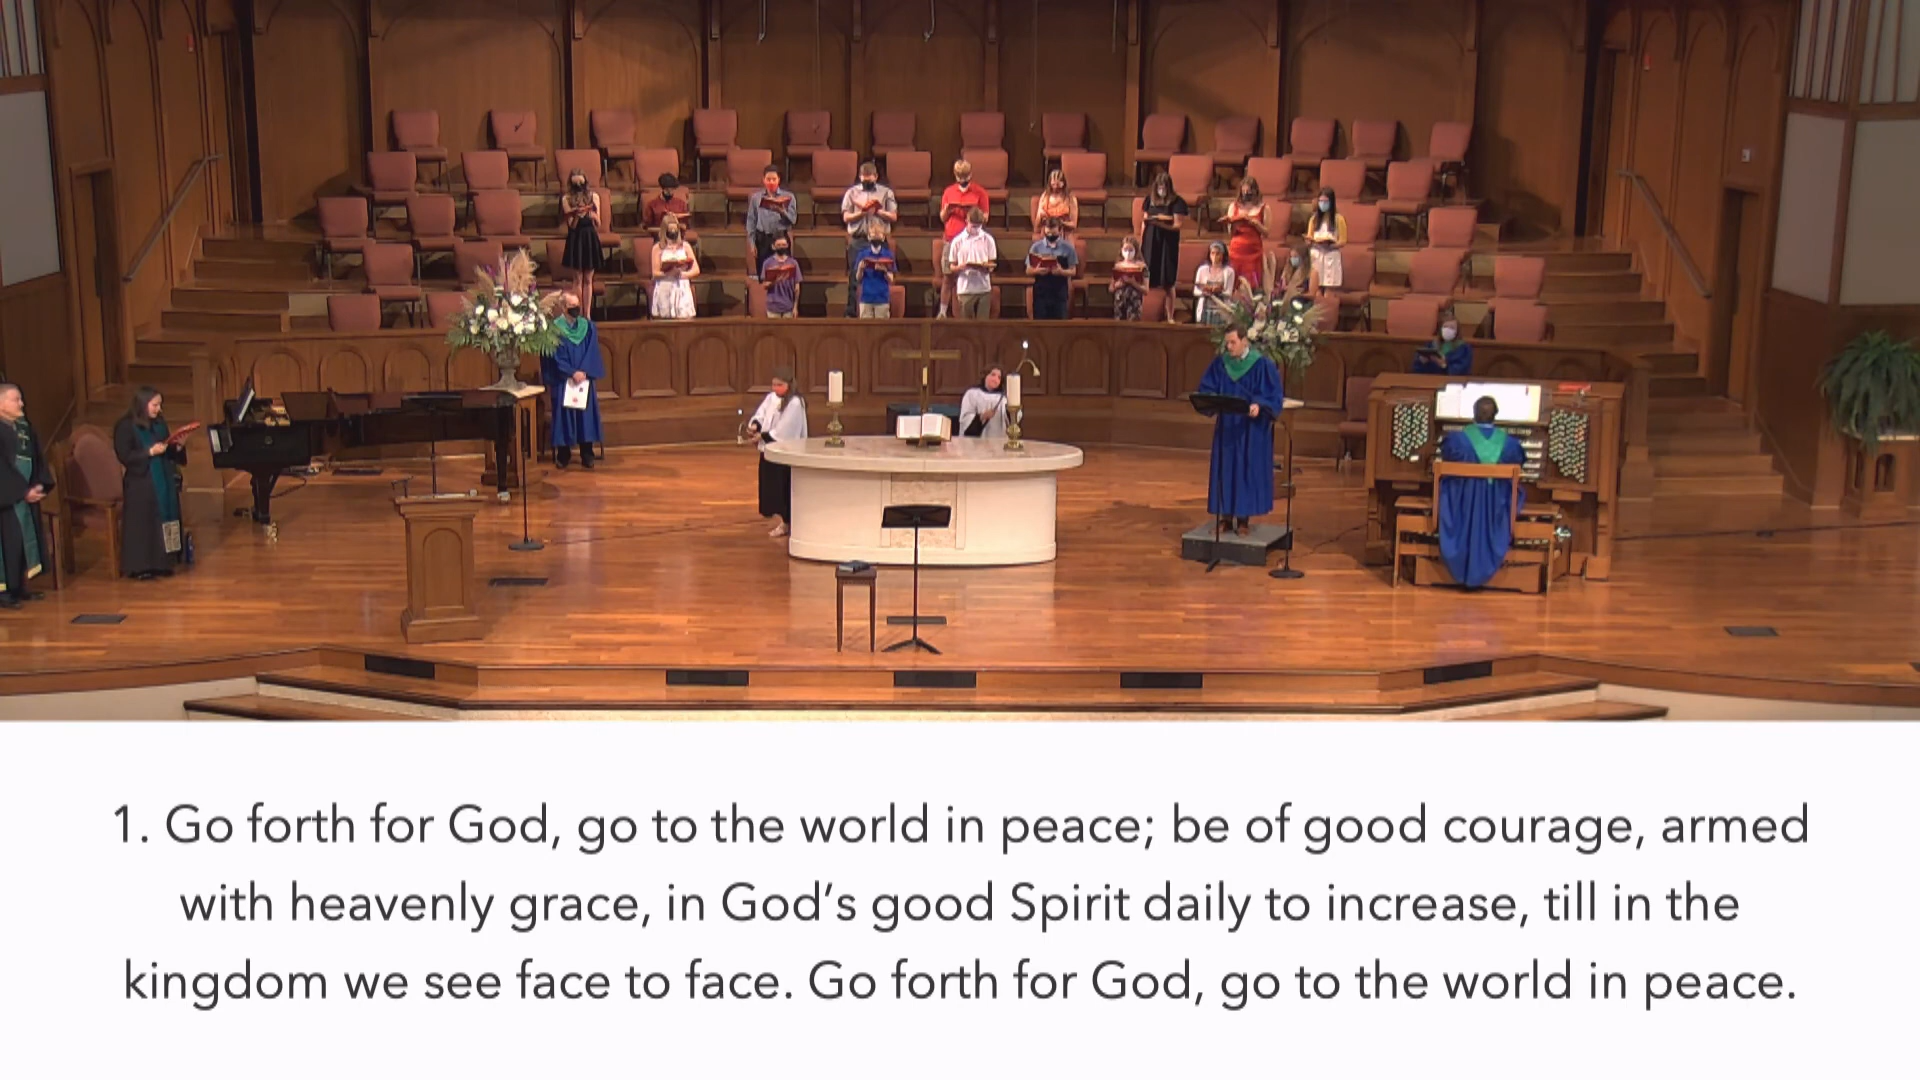 1. Go forth for God, go to the world in peace; be of good courage, armed
with heavenly grace, in God’s good Spirit daily to increase, till in the
kingdom we see face to face. Go forth for God, go to the world in peace.